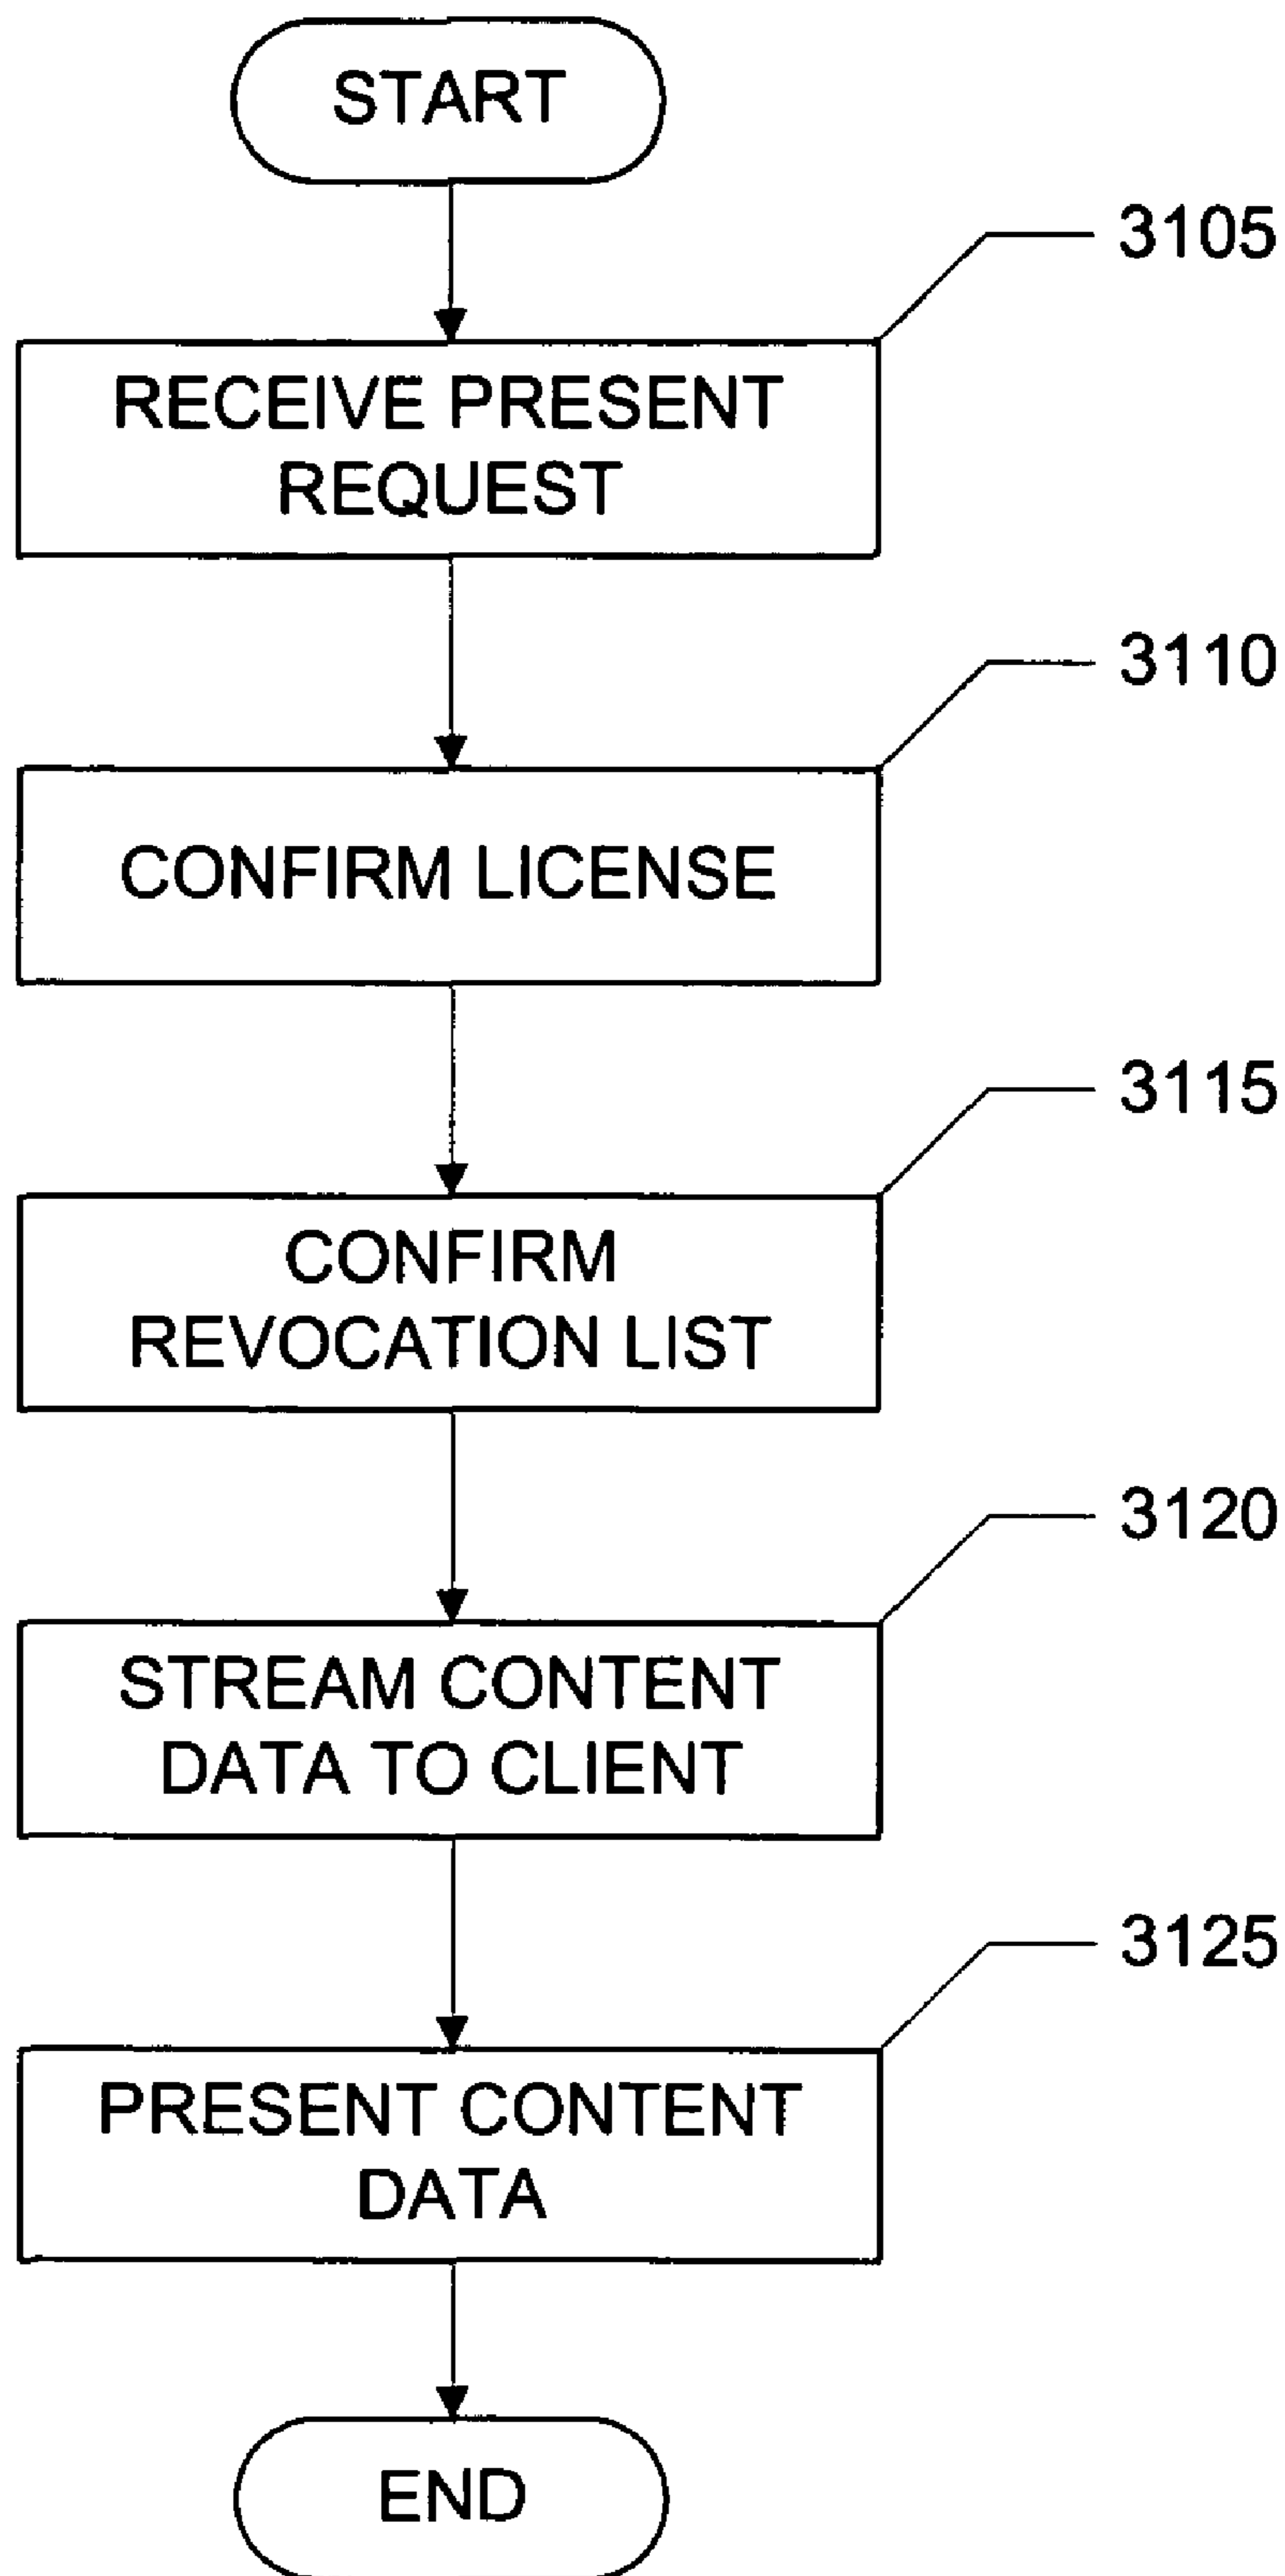 START
3105
RECEIVE PRESENT
REQUEST
3110
CONFIRM LICENSE
3115
CONFIRM
REVOCATION LIST
3120
STREAM CONTENT
DATA TO CLIENT
3125
PRESENT CONTENT
DATA
END